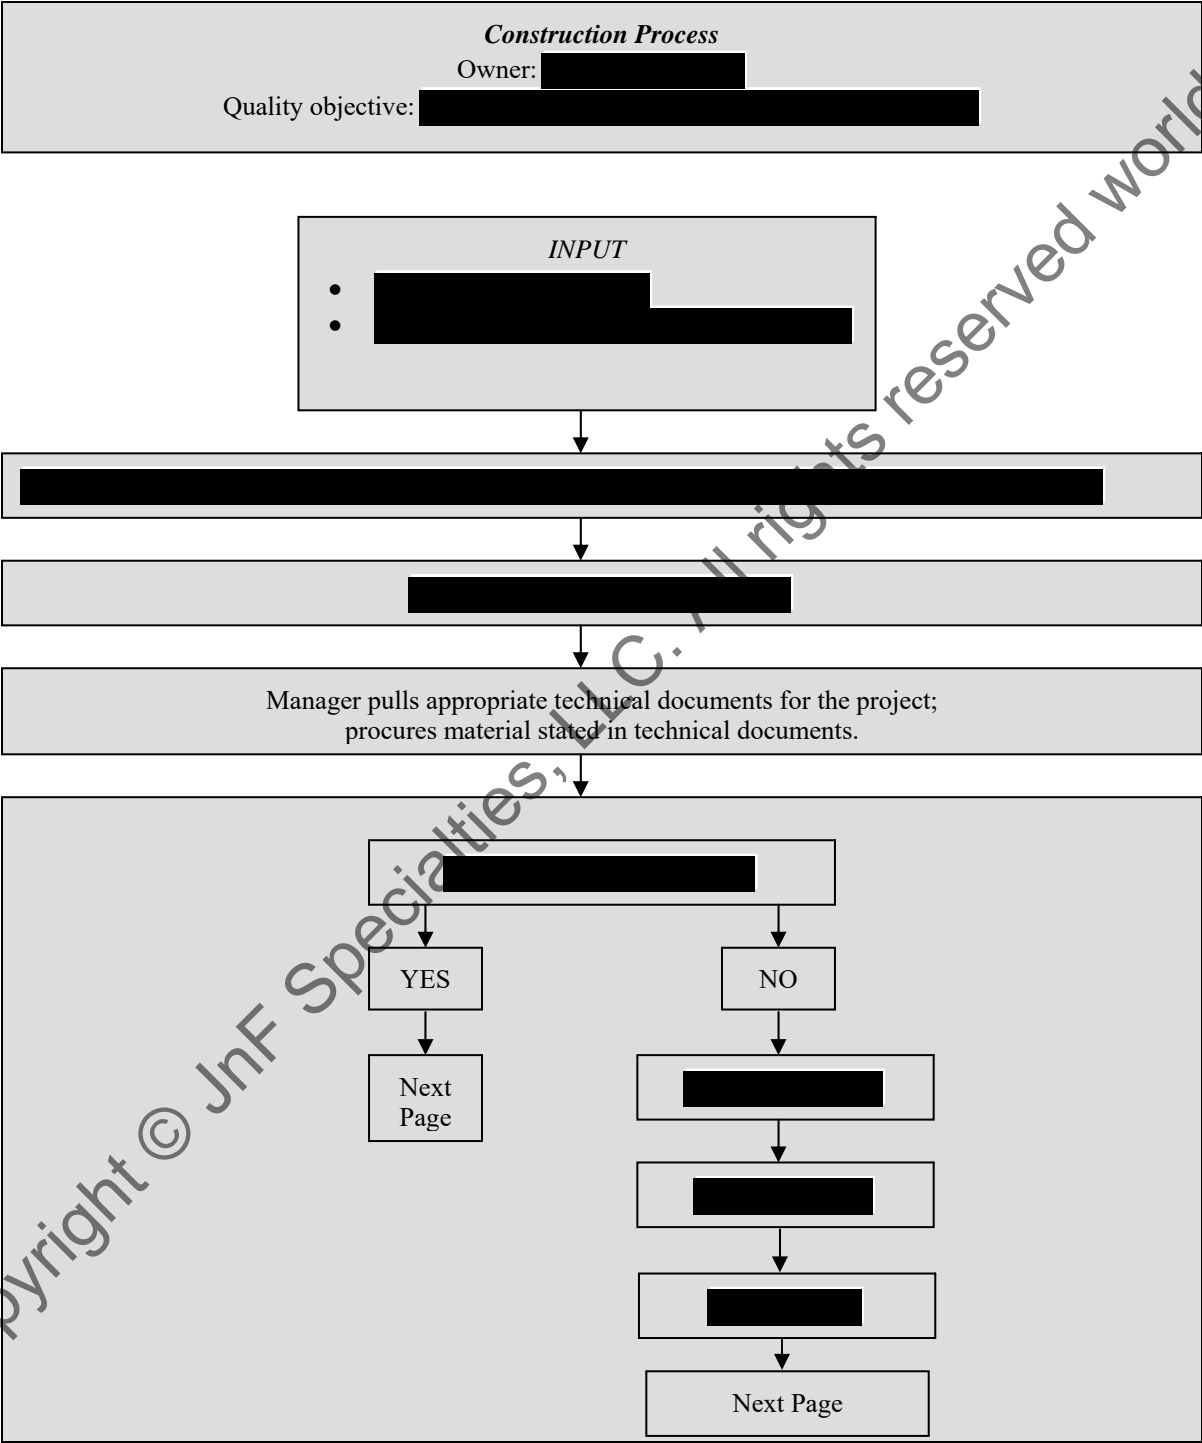 Construction Process
Owner:
Quality objective:
INPUT
•
•
Manager pulls appropriate technical documents for the project;
procures material stated in technical documents.
YES
NO
Next
Page
Next Page
pyright © JnF Specialties, LLC. All rights reserved world